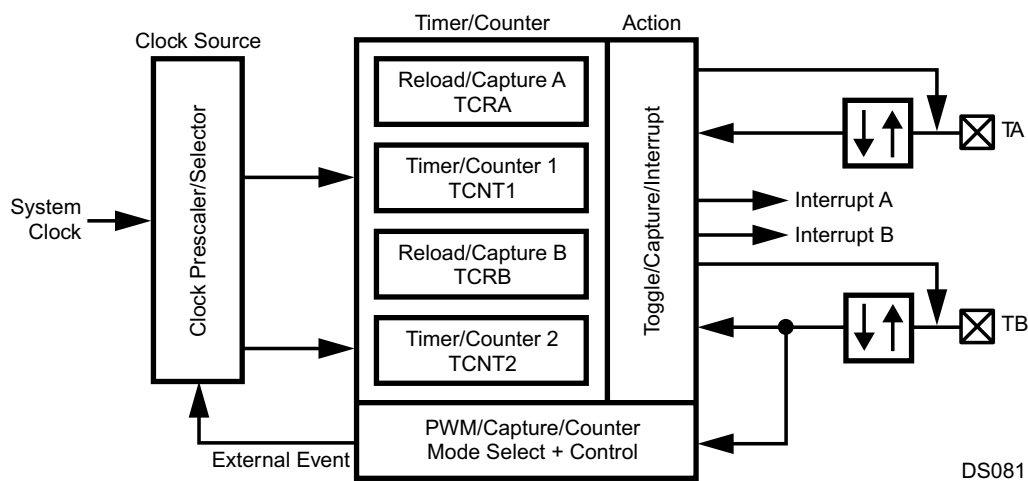 Timer/Counter
Action
Clock Source
Clock Prescaler/Selector
System
Clock
Reload/Capture A
TCRA
Timer/Counter 1
TCNT1
Reload/Capture B
TCRB
Timer/Counter 2
TCNT2
Toggle/Capture/Interrupt
TA
Interrupt A
Interrupt B
TB
PWM/Capture/Counter
Mode Select + Control
External Event
DS081